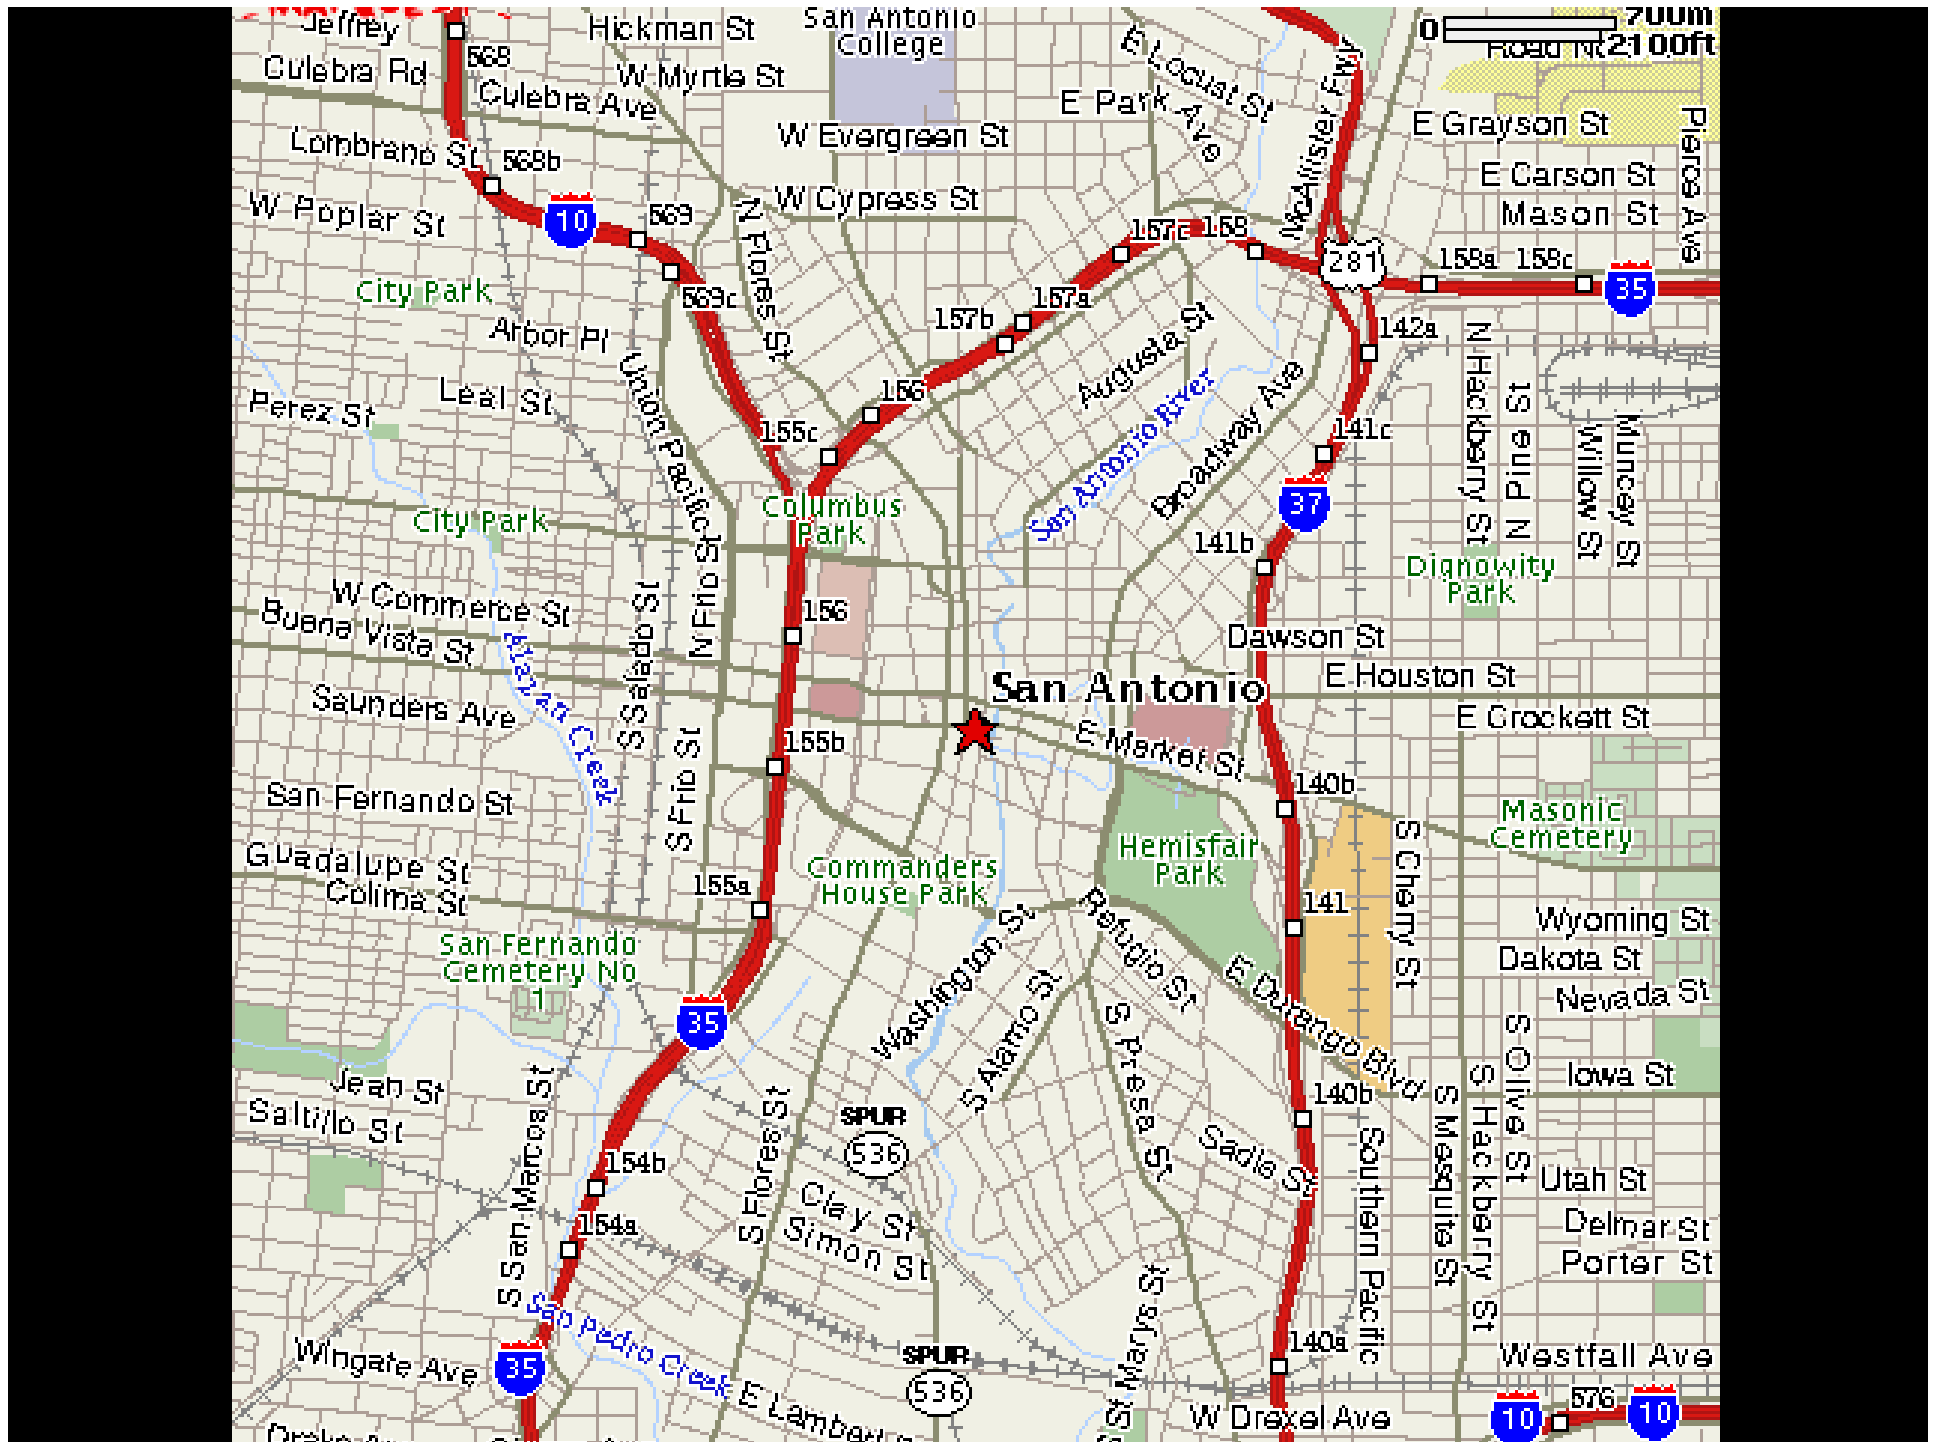 Jeffrey
568
Hickman St
San Antonio
College
0
700m
2100ft
Culebra Rd
W Myrtle St
Culebra Ave
E Locust St
E Park Ave
McAllister Fwy
E Grayson St
Pierce Ave
W Evergreen St
Lombrano St
568b
E Carson St
W Poplar St
10
569
N Flores St
W Cypress St
Mason St
157c
158
281
158a
158c
35
City Park
569c
157b
157a
142a
Arbor Pl
Union Pacific
Augusta St
N Hackbery St
N Pine St
Willow St
Muncey St
Perez St
Leal St
156
San Antonio River
Broadway Ave
155c
141c
City Park
Columbus
Park
37
141b
Dignowity
Park
W Commerce St
S Salado St
N Frio St
156
Buena Vista St
Alazan Creek
Dawson St
E Houston St
San Antonio
Saunders Ave
S Frio St
155b
E Market St
E Crockett St
San Fernando St
140b
Masonic
Cemetery
S Cherry St
Guadalupe St
Commanders
House Park
Hemisfair
Park
Colima St
155a
141
Wyoming St
San Fernando
Cemetery No
1
Washington St
Refugio St
E Durango Blvd
Dakota St
Nevada St
35
S Alamo St
S Presa St
S Olive St
Jean St
Iowa St
Saltillo St
S San Marcos St
S Flores St
SPUR
536
140b
S Mesquite St
S Hackberry St
154b
Sadie St
Southern Pacific
Utah St
154a
Clay St
Simon St
Delmar St
Porter St
San Pedro Creek
St Marys St
Wingate Ave
35
SPUR
536
140a
Westfall Ave
W Drexel Ave
10
576
10